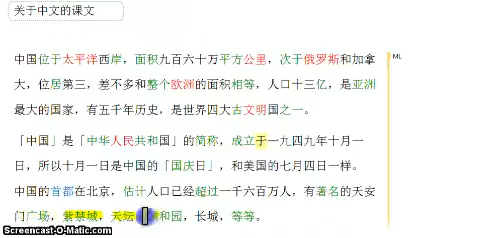 关于中文的课文
中国位于太平洋西岸，面积九百六十万平方公里，次于俄罗斯和加拿
大，位居第三，差不多和整个欧洲的面积相等，人口十三亿，是亚洲
最大的国家，有五千年历史，是世界四大古文明国之一。
「中国」是「中华人民共和国」的简称，成立于一九四九年十月一
日，所以十月一日是中国的「国庆日」，和美国的七月四日一样。
中国的首都在北京，估计人口已经超过一千六百万人，有著名的天安
门广场，紫禁城，天坛 和园，长城，等等。
ML
Screencast-O-Matic.com